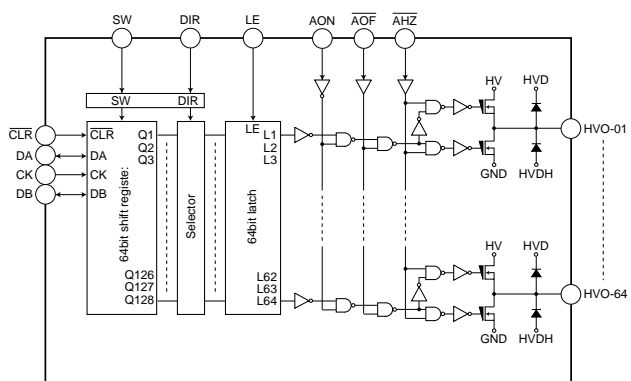 SW DIR LE AON AOF AHZ
SW DIR
HV HVD
CLR CLR Q1 LE L1 HVO-01
DA DA Q2 L2
CK CK Q3 L3
DB DB
GND HVDH
64bit shift registe:
Selector
64bit latch
HV HVD
Q126 L62
Q127 L63
Q128 L64 HVO-64
GND HVDH